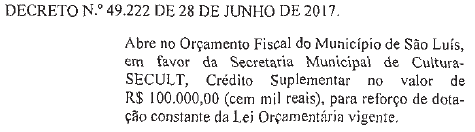 DECRETO N.º 49.222 DE 28 DE JUNHO DE 2017.
Abre no Orçamento Fiscal do Município de São Luís,
em favor da Secretaria Municipal de Cultura-
SECULT, Crédito Suplementar no valor de
R$ 100.000,00 (cem mil reais), para reforço de dota-
ção constante da Lei Orçamentária vigente.